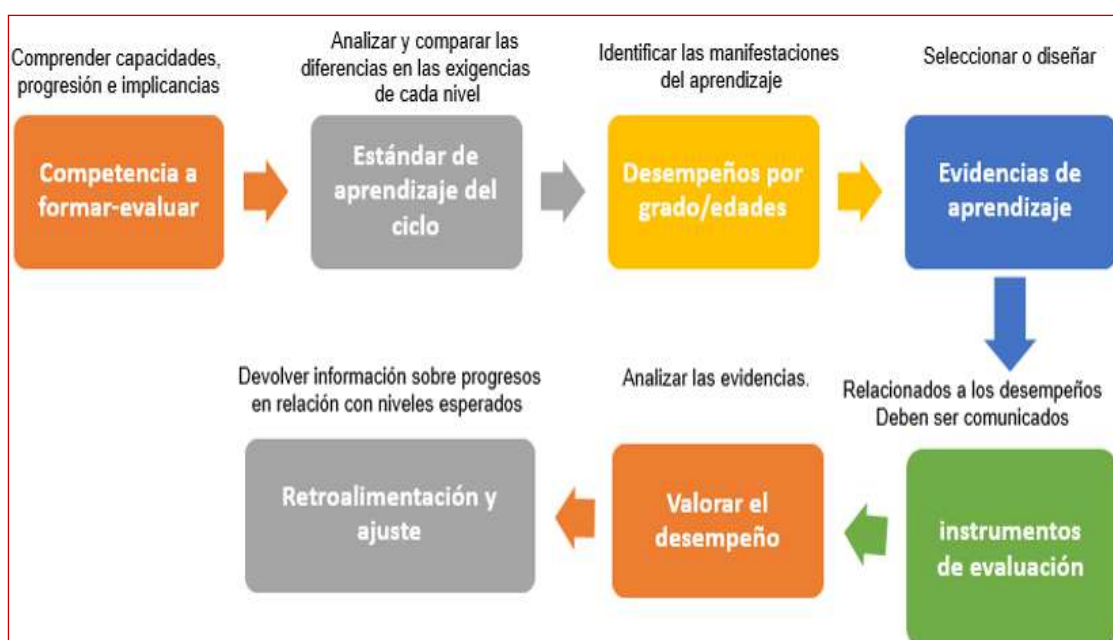 Comprender capacidades,
progresión e implicancias
Competencia a
formar-evaluar
Analizar y comparar las
diferencias en las exigencias
de cada nivel
Estándar de
aprendizaje del
ciclo
Identificar las manifestaciones
del aprendizaje
Desempeños por
grado/edades
Seleccionar o diseñar
Evidencias de
aprendizaje
Relacionados a los desempeños
Deben ser comunicados
instrumentos
de evaluación
Analizar las evidencias.
Valorar el
desempeño
Devolver información sobre progresos
en relación con niveles esperados
Retroalimentación y
ajuste